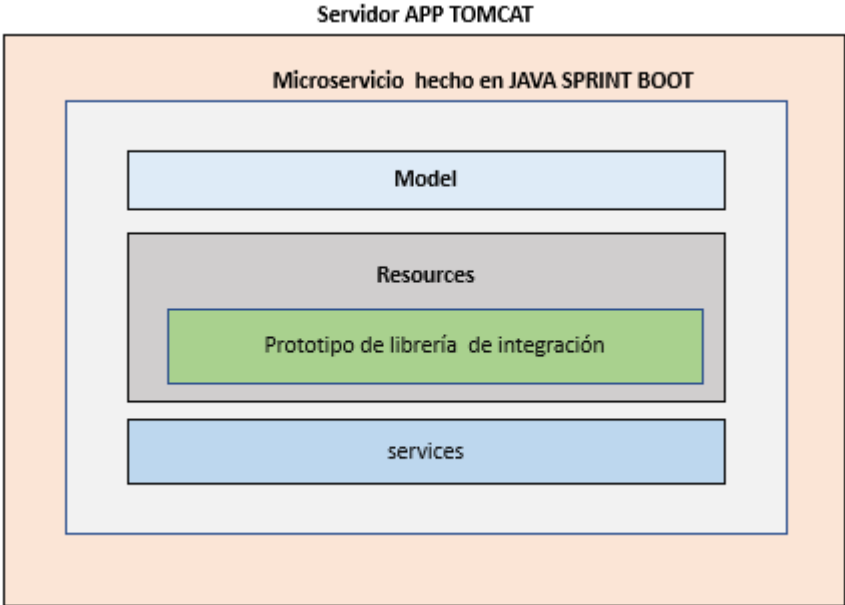 Servidor APP TOMCAT
Microservicio hecho en JAVA SPRINT BOOT
Model
Resources
Prototipo de librería de integración
services